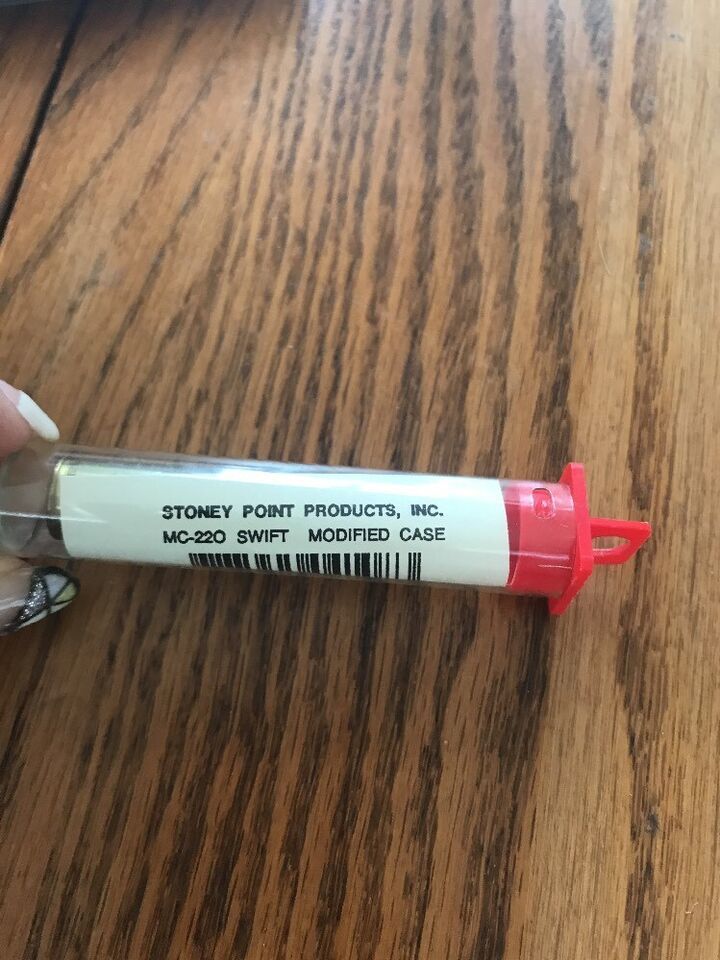 STONEY POINT PRODUCTS, INC.
MC-220 SWIFT MODIFIED CASE